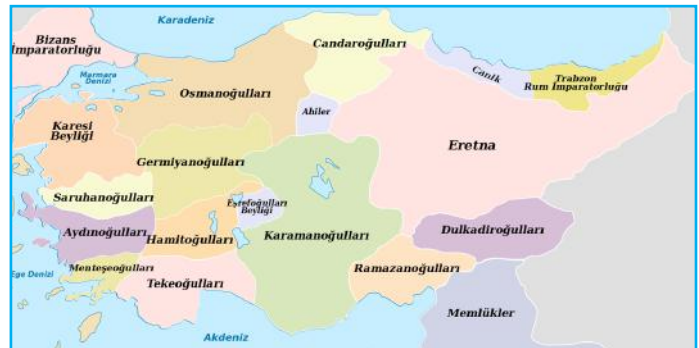 Karadeniz
Bizans
İmparatorluğu
Candaroğulları
Marmara
Denizi
Canik
Trabzon
Rum İmparatorluğu
Osmanoğulları
Ahiler
Karesi
Beyliği
Eretna
Germiyanoğulları
Saruhanoğulları
Eşrefoğulları
Beyliği
Aydınoğulları
Hamitoğulları
Karamanoğulları
Dulkadiroğulları
Menteşeoğulları
Ege Denizi
Ramazanoğulları
Tekeoğulları
Memlükler
Akdeniz